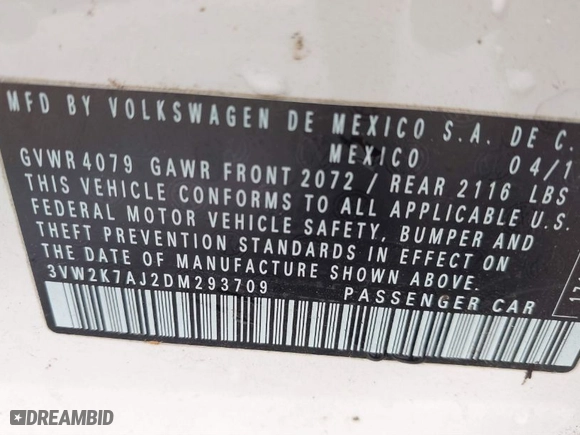 MFD BY VOLKSWAGEN DE MEXICO S.A. DE C.
MEXICO 04/1
GVWR 4079 GAWR FRONT 2072 / REAR 2116 LBS
THIS VEHICLE CONFORMS TO ALL APPLICABLE U.S.
FEDERAL MOTOR VEHICLE SAFETY, BUMPER AND
THEFT PREVENTION STANDARDS IN EFFECT ON
THE DATE OF MANUFACTURE SHOWN ABOVE.
3VW2K7AJ2DM293709 PASSENGER CAR
DREAMBID